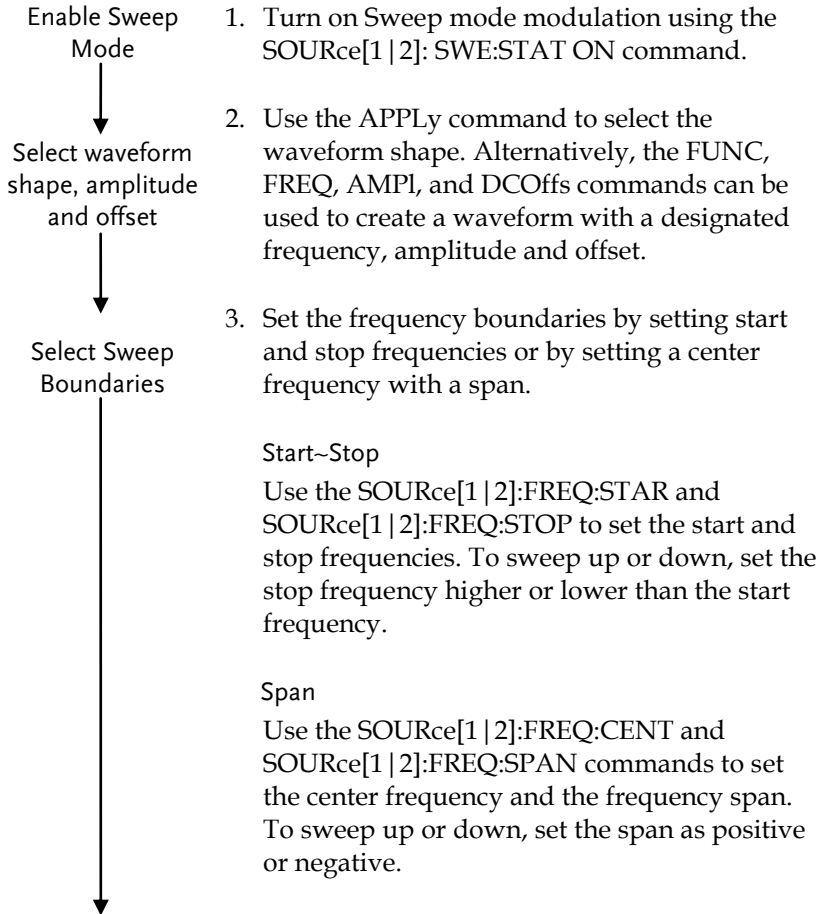 Enable Sweep
Mode
1. Turn on Sweep mode modulation using the
SOURce[1|2]: SWE:STAT ON command.
Select waveform
shape, amplitude
and offset
2. Use the APPLy command to select the
waveform shape. Alternatively, the FUNC,
FREQ, AMPl, and DCOffs commands can be
used to create a waveform with a designated
frequency, amplitude and offset.
Select Sweep
Boundaries
3. Set the frequency boundaries by setting start
and stop frequencies or by setting a center
frequency with a span.
Start~Stop
Use the SOURce[1|2]:FREQ:STAR and
SOURce[1|2]:FREQ:STOP to set the start and
stop frequencies. To sweep up or down, set the
stop frequency higher or lower than the start
frequency.
Span
Use the SOURce[1|2]:FREQ:CENT and
SOURce[1|2]:FREQ:SPAN commands to set
the center frequency and the frequency span.
To sweep up or down, set the span as positive
or negative.